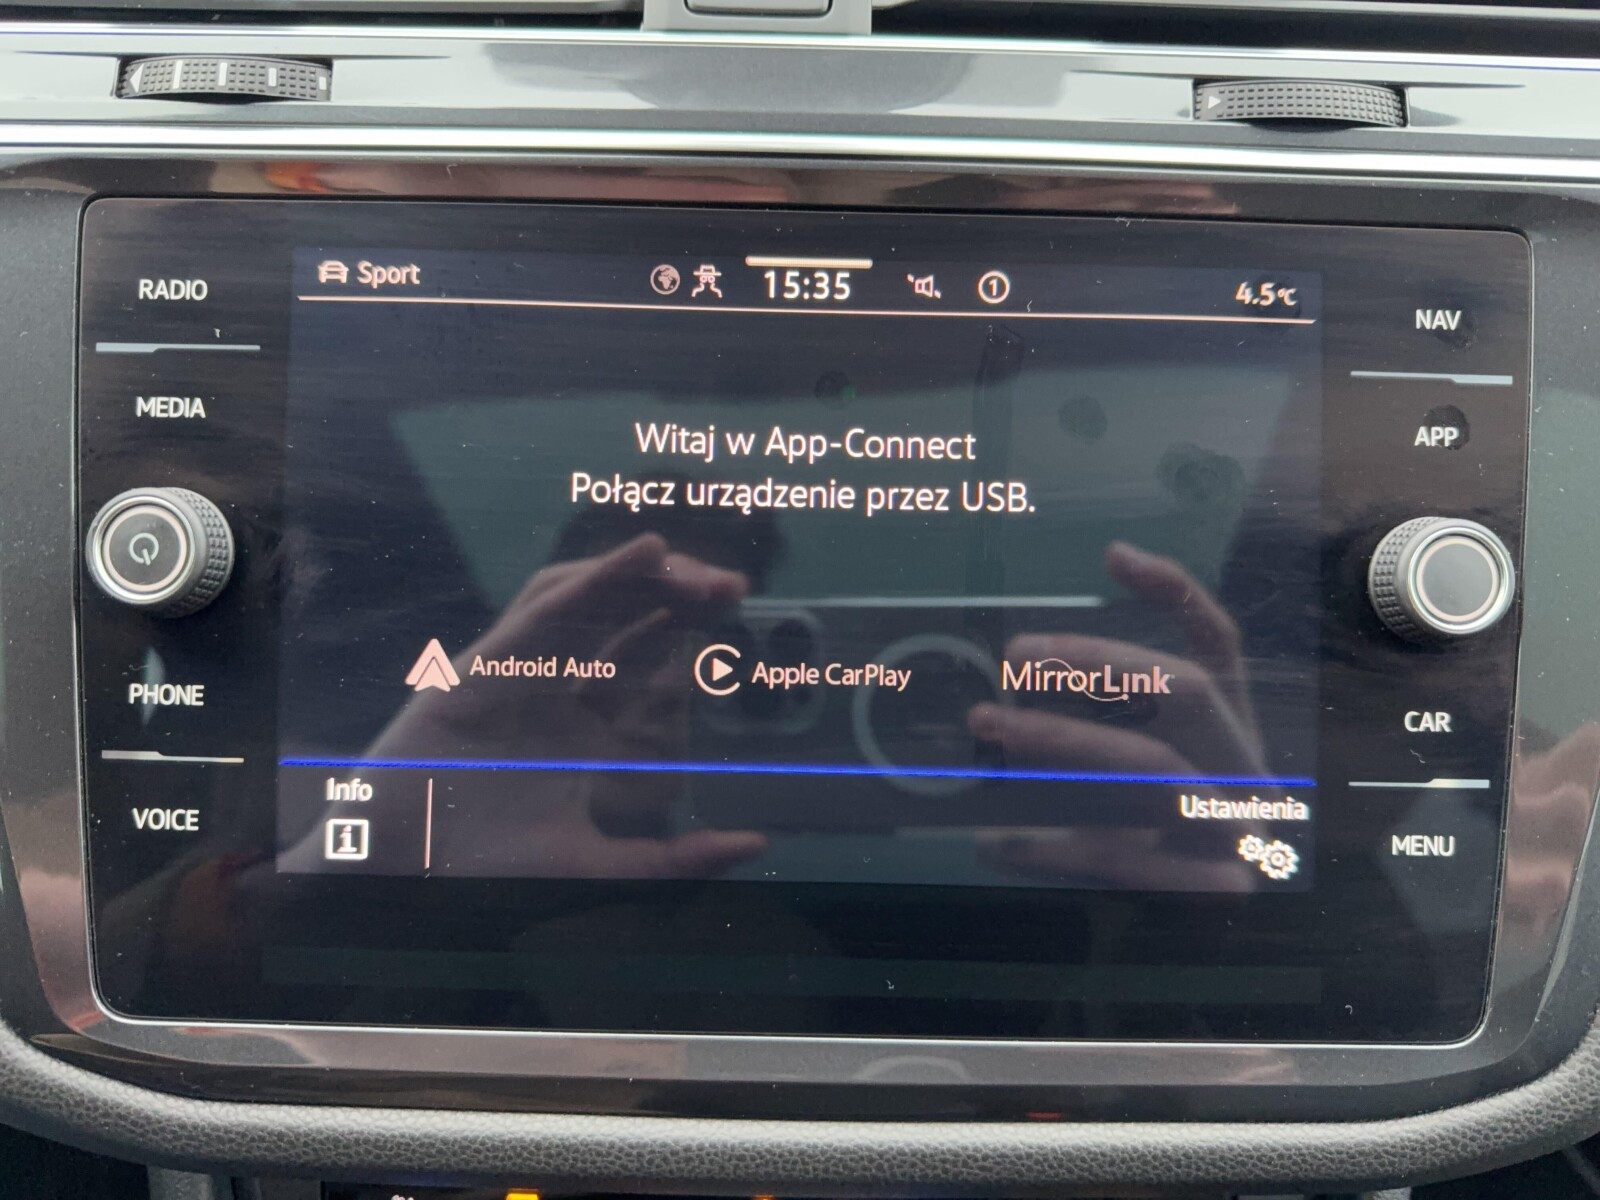 RADIO
MEDIA
PHONE
VOICE
Sport
15:35
1
4.5°C
Witaj w App-Connect
Połącz urządzenie przez USB.
Android Auto
Apple CarPlay
MirrorLink
Info
i
Ustawienia
NAV
APP
CAR
MENU